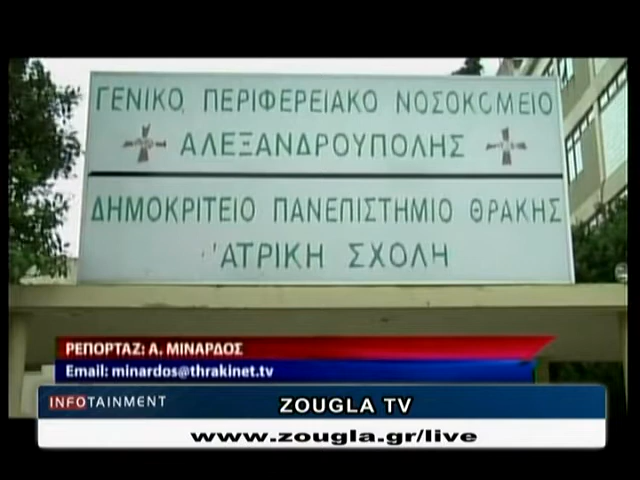 ΓΕΝΙΚΟ ΠΕΡΙΦΕΡΕΙΑΚΟ ΝΟΣΟΚΟΜΕΙΟ
ΑΛΕΞΑΝΔΡΟΥΠΟΛΗΣ
ΔΗΜΟΚΡΙΤΕΙΟ ΠΑΝΕΠΙΣΤΗΜΙΟ ΘΡΑΚΗΣ
'ΑΤΡΙΚΗ ΣΧΟΛΗ
ΡΕΠΟΡΤΑΖ: Α. ΜΙΝΑΡΔΟΣ
Email: minardos@thrakinet.tv
INFOTAINMENT ZOUGLA TV
www.zougla.gr/live